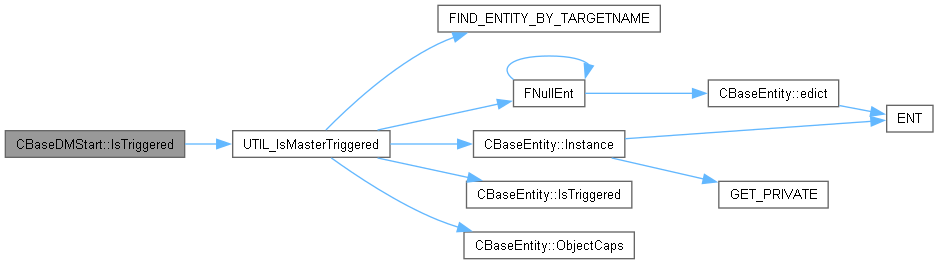 FIND_ENTITY_BY_TARGETNAME
FNullEnt
CBaseEntity::edict
ENT
CBaseDMStart::IsTriggered
UTIL_IsMasterTriggered
CBaseEntity::Instance
CBaseEntity::IsTriggered
GET_PRIVATE
CBaseEntity::ObjectCaps